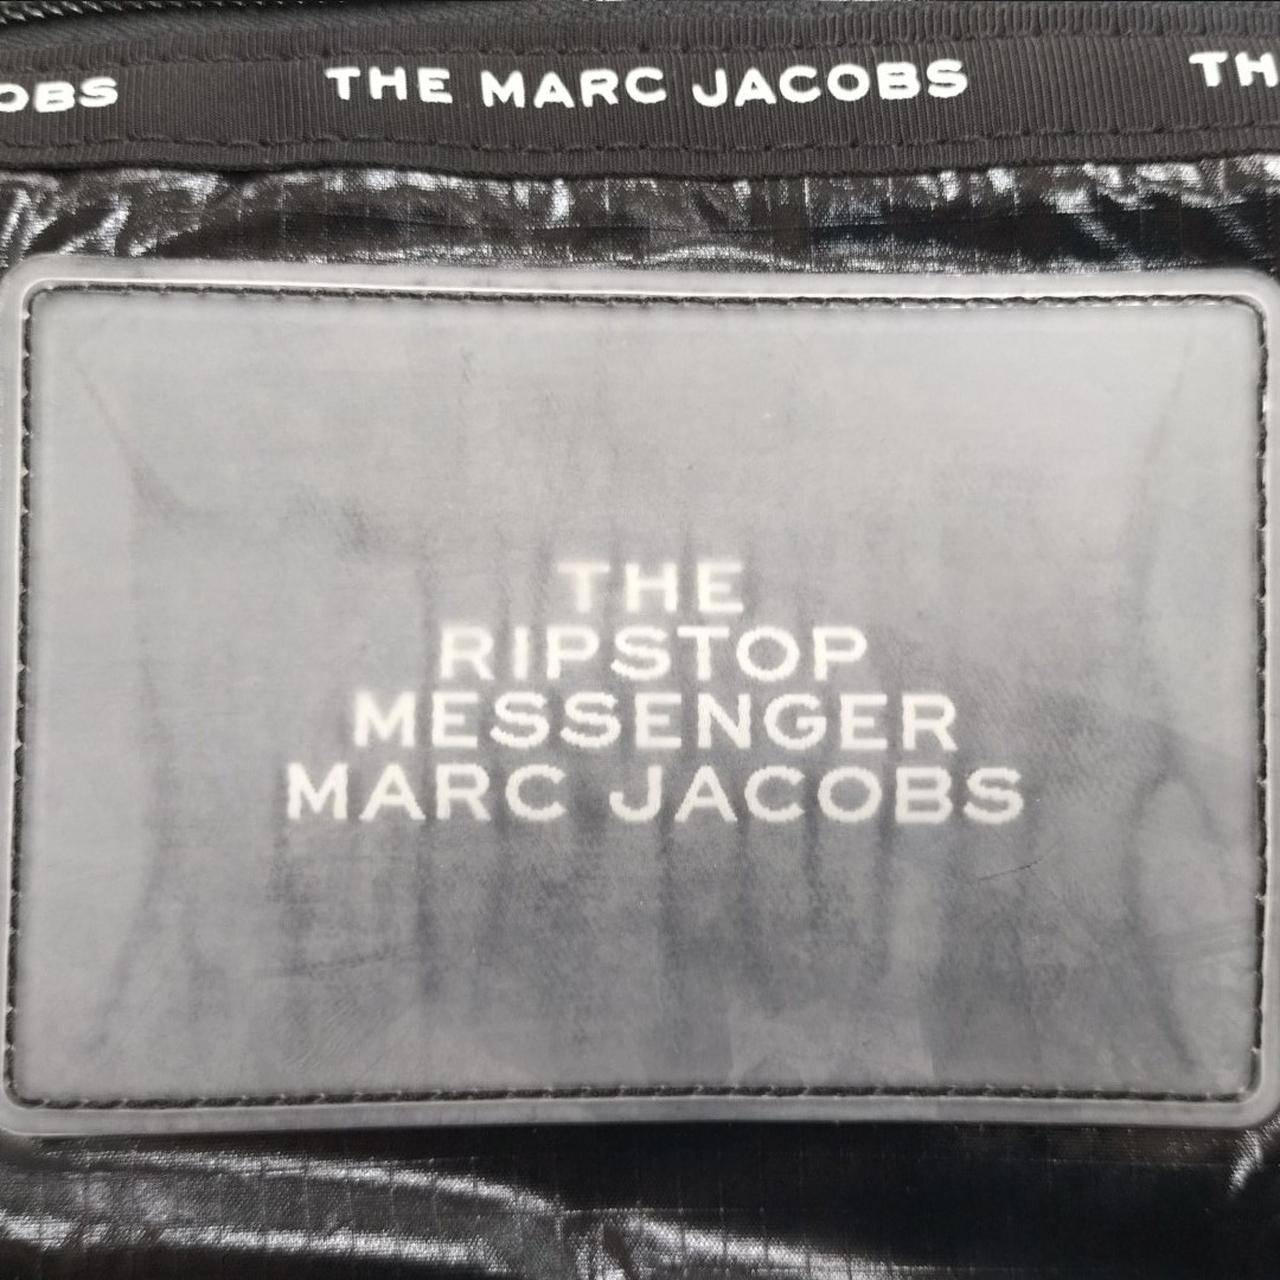 OBS THE MARC JACOBS TH
THE
RIPSTOP
MESSENGER
MARC JACOBS